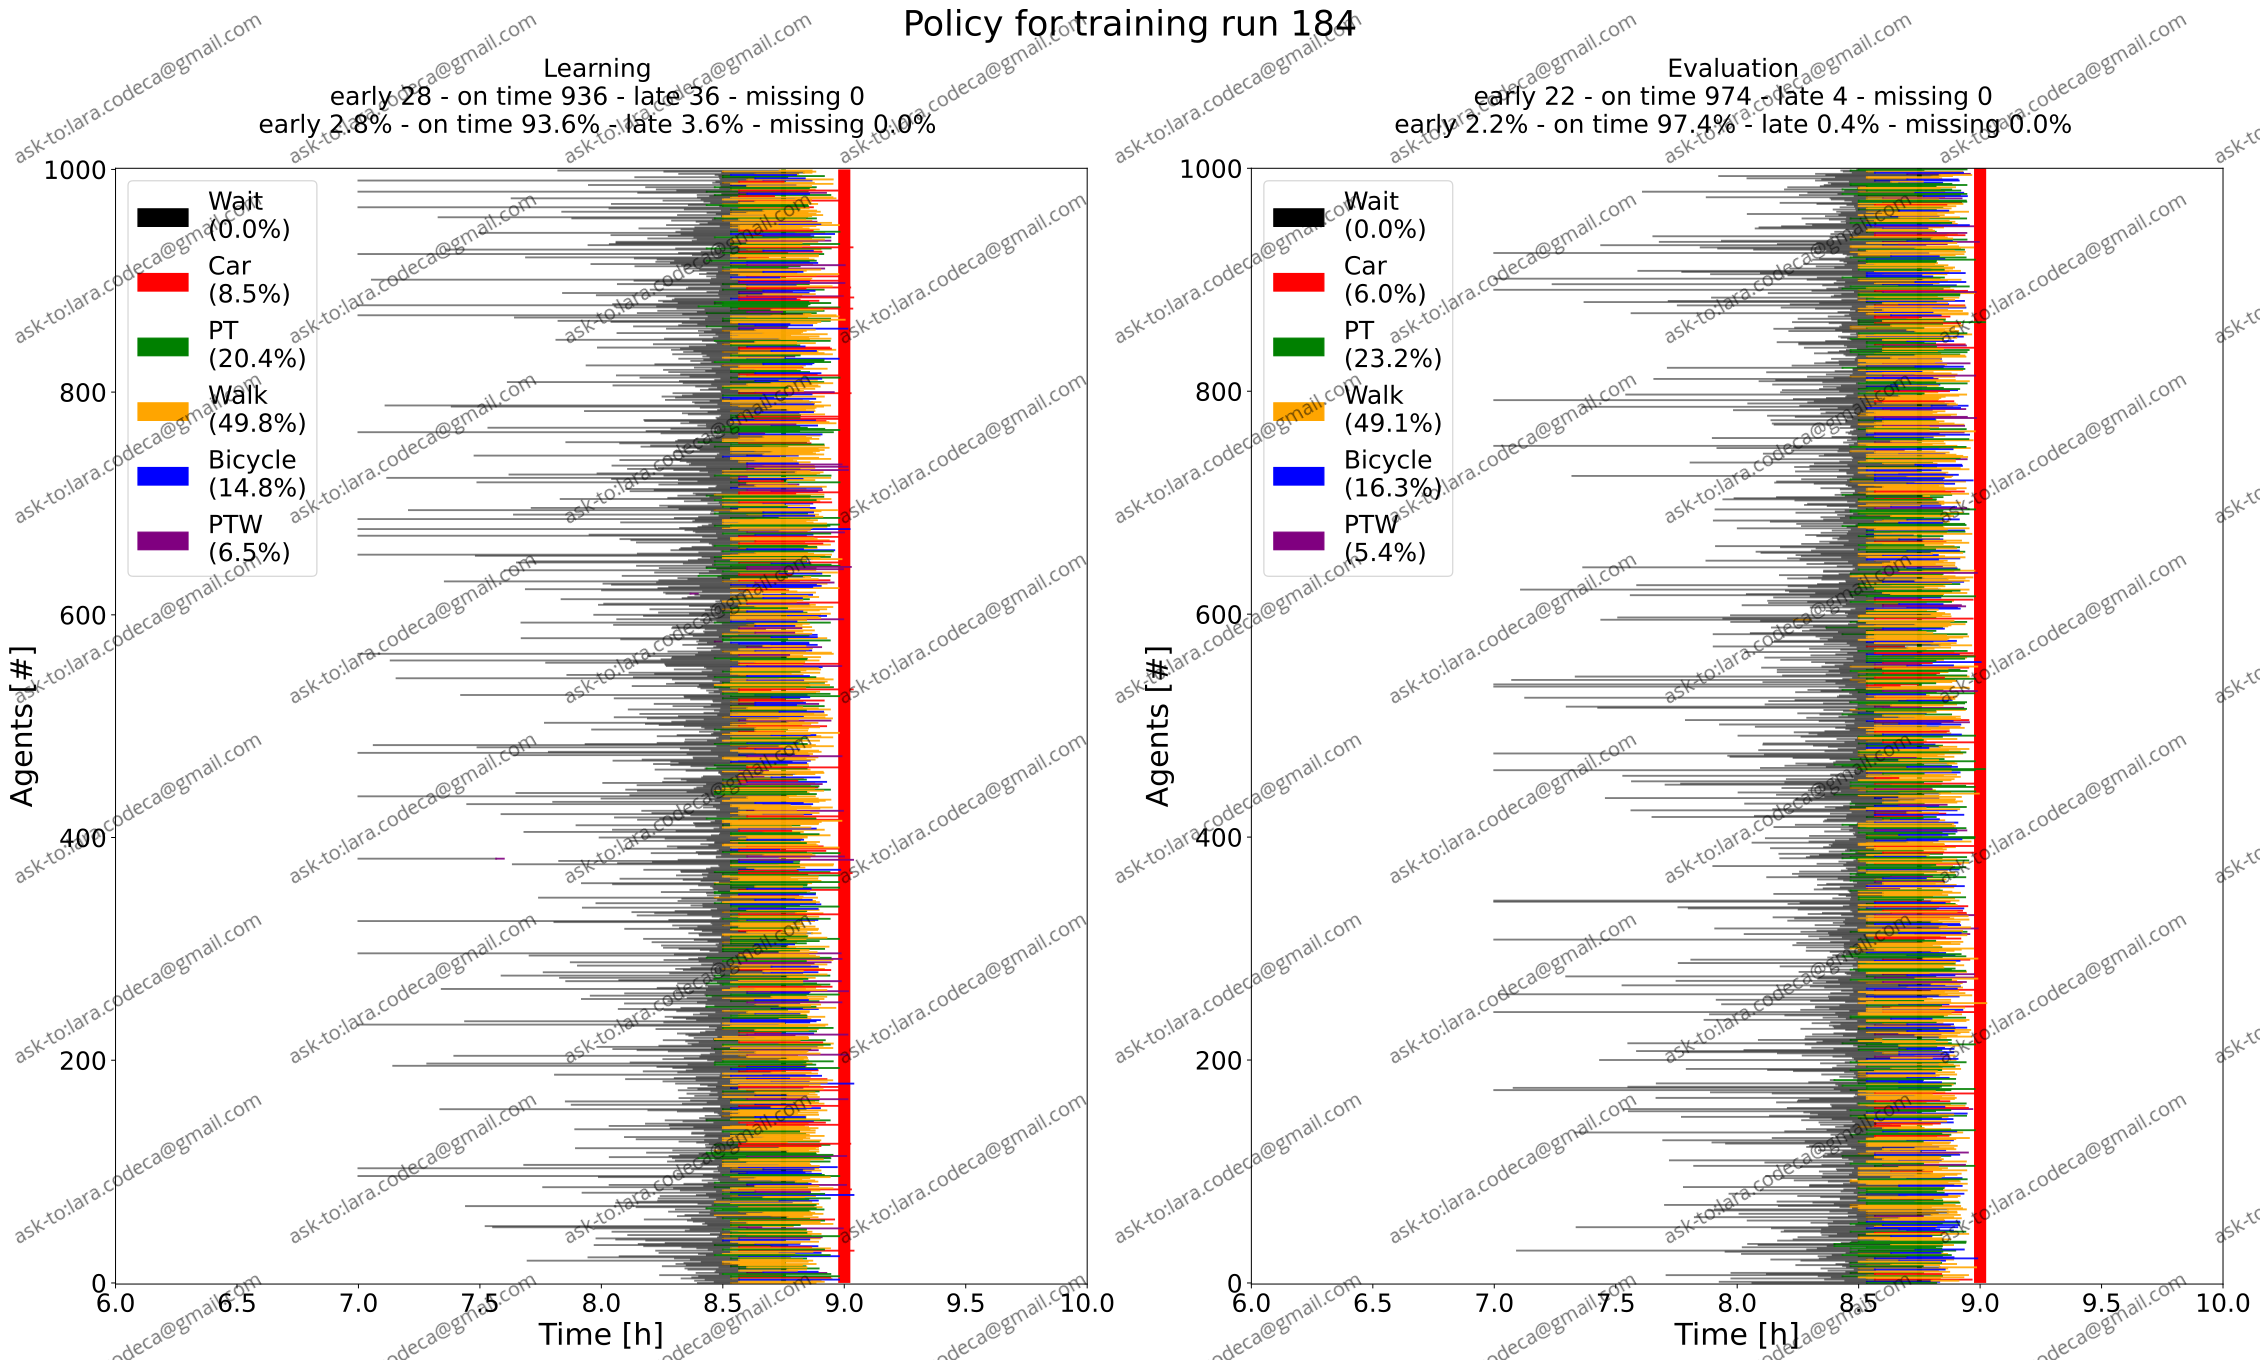 Policy for training run 184
Learning
early 28 - on time 936 - late 36 - missing 0
early 2.8% - on time 93.6% - late 3.6% - missing 0.0%
1000
800
600
400
200
0
Agents [#]
Wait
(0.0%)
Car
(8.5%)
PT
(20.4%)
Walk
(49.8%)
Bicycle
(14.8%)
PTW
(6.5%)
6.0 6.5 7.0 7.5 8.0 8.5 9.0 9.5 10.0
Time [h]
Evaluation
early 22 - on time 974 - late 4 - missing 0
early 2.2% - on time 97.4% - late 0.4% - missing 0.0%
1000
800
600
400
200
0
Agents [#]
Wait
(0.0%)
Car
(6.0%)
PT
(23.2%)
Walk
(49.1%)
Bicycle
(16.3%)
PTW
(5.4%)
6.0 6.5 7.0 7.5 8.0 8.5 9.0 9.5 10.0
Time [h]
ask-to:lara.codeca@gmail.com